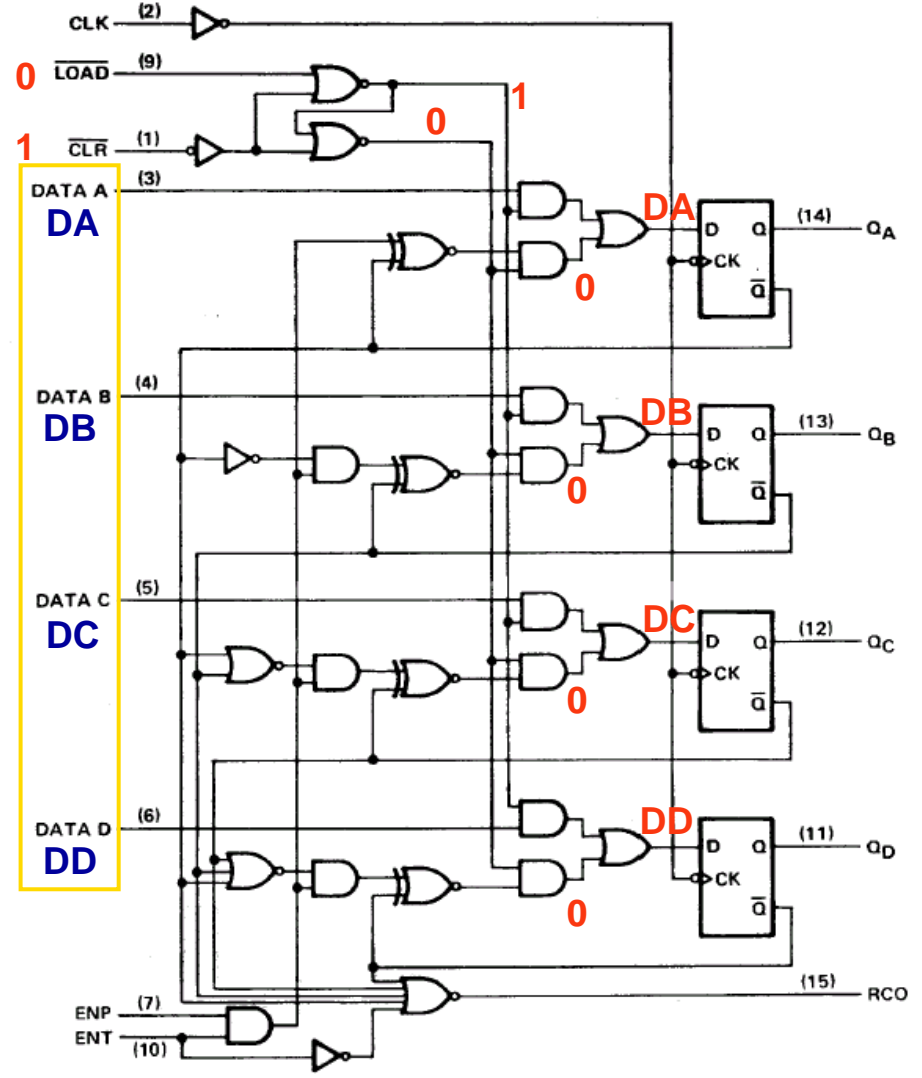 CLK (2)
0 LOAD (9)
1
0
1 CLR (1)
DATA A (3)
DA
DA
D Q (14) QA
CK
Q
0
DATA B (4)
DB
DB
D Q (13) QB
CK
Q
0
DATA C (5)
DC
DC
D Q (12) QC
CK
Q
0
DATA D (6)
DD
DD
D Q (11) QD
CK
Q
0
(15) RCO
ENP (7)
ENT (10)